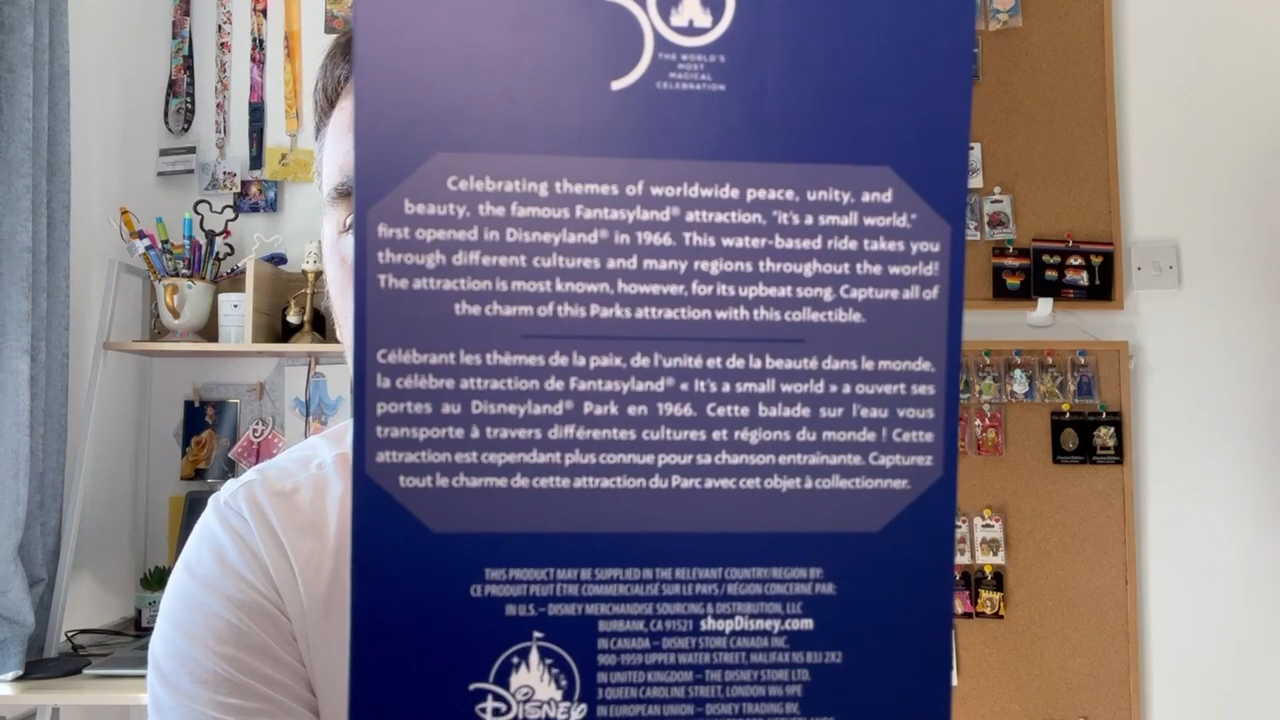 50
THE WORLD'S
MOST
MAGICAL
CELEBRATION
Celebrating themes of worldwide peace, unity, and
beauty, the famous Fantasyland® attraction, "it's a small world,"
first opened in Disneyland® in 1966. This water-based ride takes you
through different cultures and many regions throughout the world!
The attraction is most known, however, for its upbeat song. Capture all of
the charm of this Parks attraction with this collectible.
Célébrant les thèmes de la paix, de l'unité et de la beauté dans le monde,
la célèbre attraction de Fantasyland® « It's a small world » a ouvert ses
portes au Disneyland® Park en 1966. Cette balade sur l'eau vous
transporte à travers différentes cultures et régions du monde ! Cette
attraction est cependant plus connue pour sa chanson entrainante. Capturez
tout le charme de cette attraction du Parc avec cet objet à collectionner.
THIS PRODUCT MAY BE SUPPLIED IN THE RELEVANT COUNTRY/REGION BY:
CE PRODUIT PEUT ÊTRE COMMERCIALISÉ SUR LE PAYS / RÉGION CONCERNÉ PAR:
IN U.S. – DISNEY MERCHANDISE SOURCING & DISTRIBUTION, LLC
BURBANK, CA 91521 shopDisney.com
IN CANADA – DISNEY STORE CANADA INC.
900-1959 UPPER WATER STREET, HALIFAX NS B3J 2X2
IN UNITED KINGDOM – THE DISNEY STORE LTD.
3 QUEEN CAROLINE STREET, LONDON W6 9PE
IN EUROPEAN UNION – DISNEY TRADING BV,
Disney